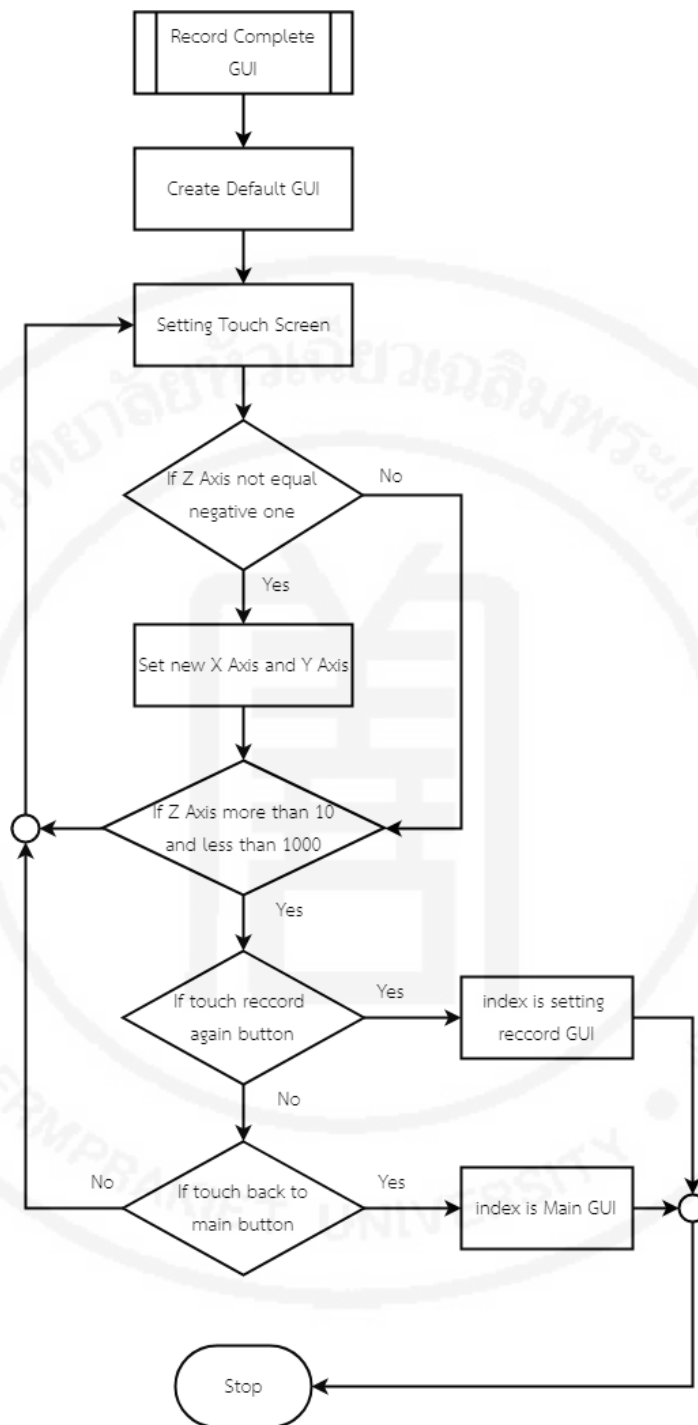 Record Complete
GUI
Create Default GUI
Setting Touch Screen
If Z Axis not equal
negative one
No
Yes
Set new X Axis and Y Axis
If Z Axis more than 10
and less than 1000
Yes
If touch reccord
again button
Yes
index is setting
reccord GUI
No
If touch back to
main button
No
Yes
index is Main GUI
Stop